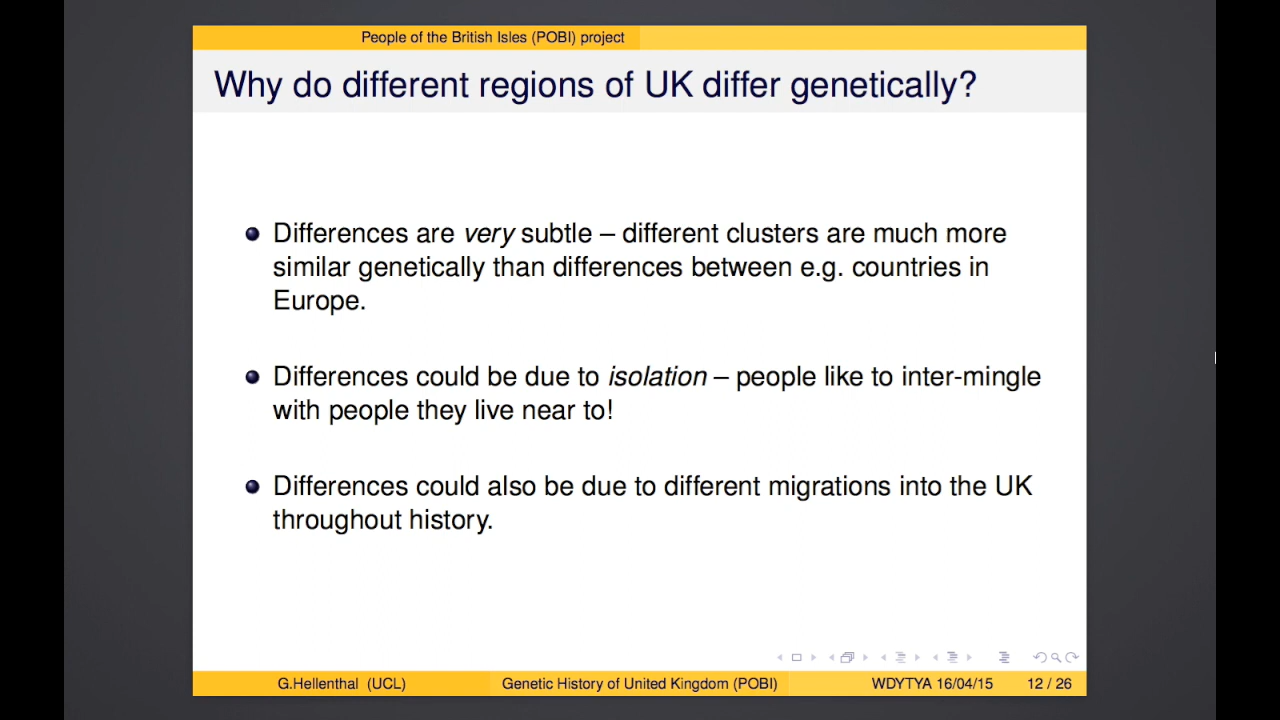 People of the British Isles (POBI) project
Why do different regions of UK differ genetically?
Differences are very subtle – different clusters are much more
similar genetically than differences between e.g. countries in
Europe.
Differences could be due to isolation – people like to inter-mingle
with people they live near to!
Differences could also be due to different migrations into the UK
throughout history.
G.Hellenthal (UCL) Genetic History of United Kingdom (POBI) WDYTYA 16/04/15 12 / 26